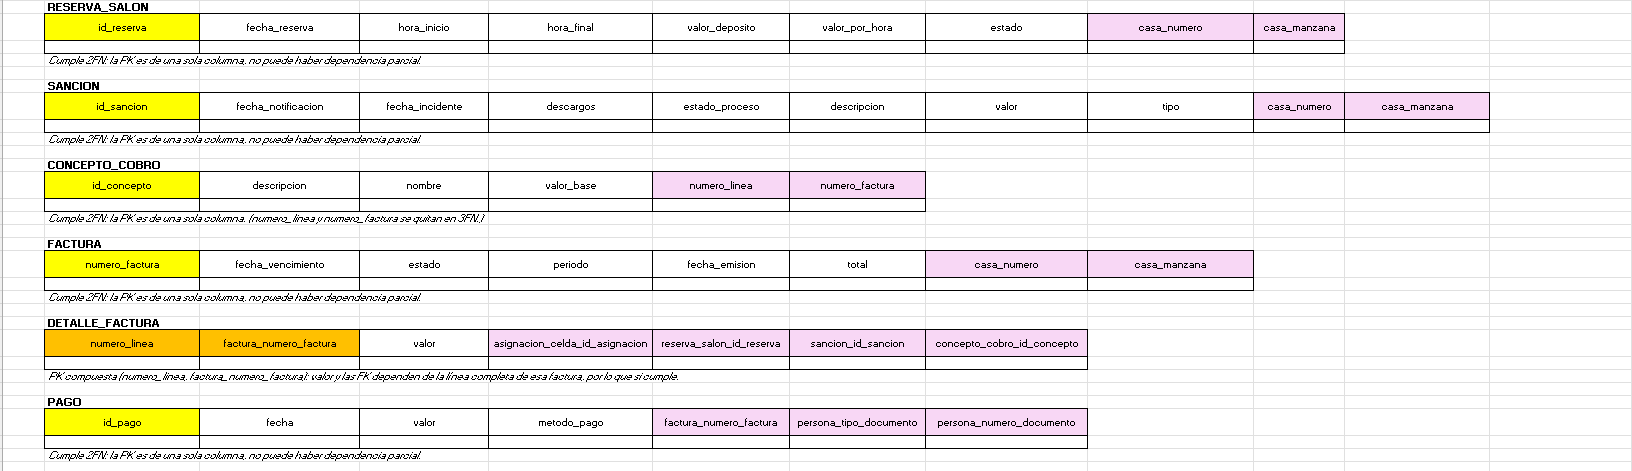 RESERVA_SALON
id_reserva fecha_reserva hora_inicio hora_final valor_deposito valor_por_hora estado casa_numero casa_manzana
Cumple 2FN: la PK es de una sola columna, no puede haber dependencia parcial.
SANCION
id_sancion fecha_notificacion fecha_incidente descargos estado_proceso descripcion valor tipo casa_numero casa_manzana
Cumple 2FN: la PK es de una sola columna, no puede haber dependencia parcial.
CONCEPTO_COBRO
id_concepto descripcion nombre valor_base numero_linea numero_factura
Cumple 2FN: la PK es de una sola columna. (numero_linea y numero_factura se quitan en 3FN.)
FACTURA
numero_factura fecha_vencimiento estado periodo fecha_emision total casa_numero casa_manzana
Cumple 2FN: la PK es de una sola columna, no puede haber dependencia parcial.
DETALLE_FACTURA
numero_linea factura_numero_factura valor asignacion_celda_id_asignacion reserva_salon_id_reserva sancion_id_sancion concepto_cobro_id_concepto
PK compuesta (numero_linea, factura_numero_factura): valor y las FK dependen de la línea completa de esa factura, por lo que si cumple.
PAGO
id_pago fecha valor metodo_pago factura_numero_factura persona_tipo_documento persona_numero_documento
Cumple 2FN: la PK es de una sola columna, no puede haber dependencia parcial.